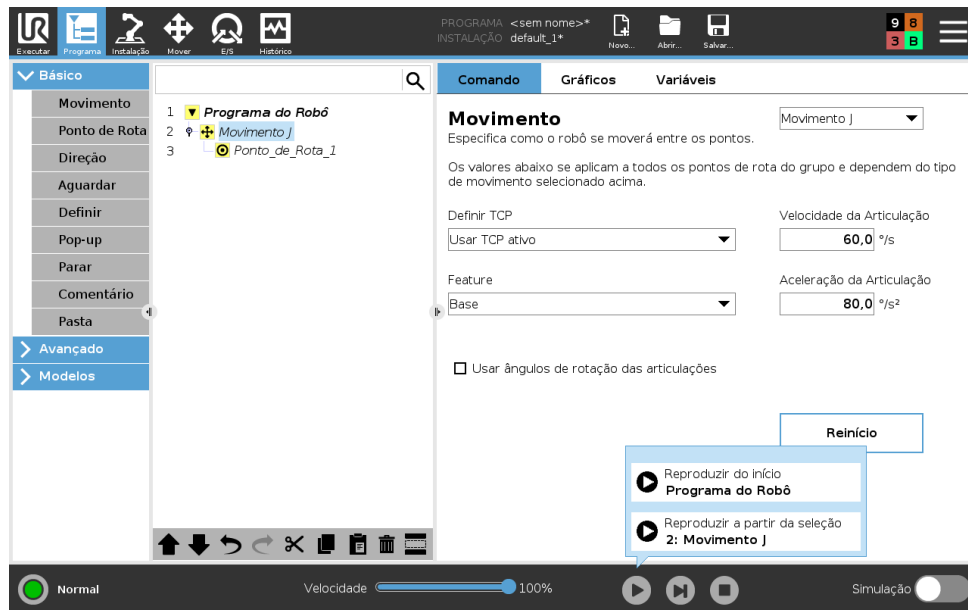 PROGRAMA <sem nome>*
INSTALAÇÃO default_1*
UR
Executar
Programa
Instalação
Mover
E/S
Histórico
Novo...
Abrir...
Salvar...
9 8
3 B
Básico
Movimento
Ponto de Rota
Direção
Aguardar
Definir
Pop-up
Parar
Comentário
Pasta
Avançado
Modelos
1 Programa do Robô
2 Movimento J
3 Ponto_de_Rota_1
Comando Gráficos Variáveis
Movimento
Movimento J
Especifica como o robô se moverá entre os pontos.
Os valores abaixo se aplicam a todos os pontos de rota do grupo e dependem do tipo
de movimento selecionado acima.
Definir TCP
Velocidade da Articulação
Usar TCP ativo
60,0 °/s
Feature
Aceleração da Articulação
Base
80,0 °/s²
Usar ângulos de rotação das articulações
Reinício
Reproduzir do início
Programa do Robô
Reproduzir a partir da seleção
2: Movimento J
Normal
Velocidade 100%
Simulação